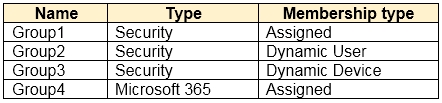 Name Type Membership type
Group1 Security Assigned
Group2 Security Dynamic User
Group3 Security Dynamic Device
Group4 Microsoft 365 Assigned